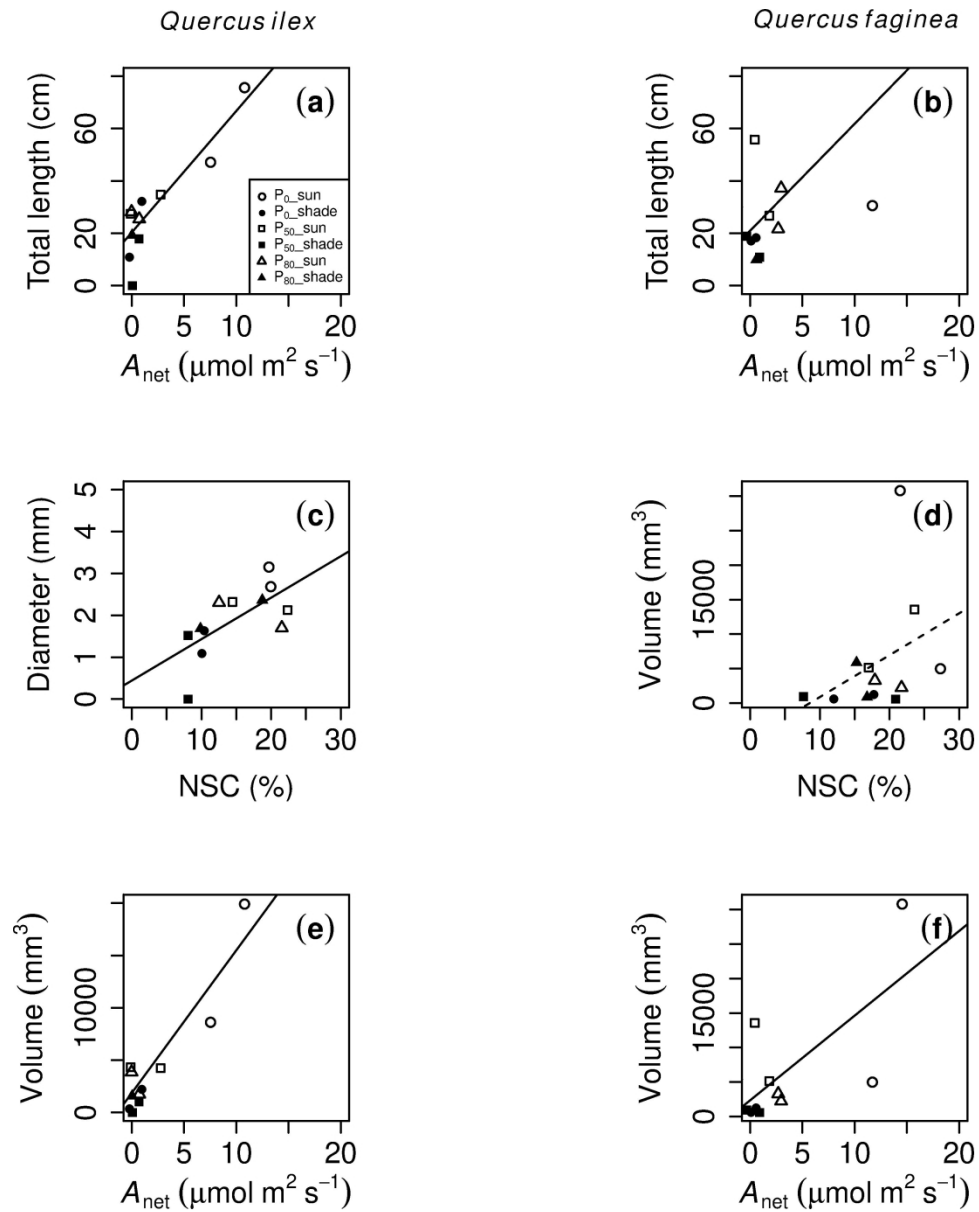 Quercus ilex
Quercus faginea
(a)
Total length (cm)
0 20 60
P0_sun
P0_shade
P50_sun
P50_shade
P80_sun
P80_shade
0 5 10 20
Anet (μmol m2 s−1)
(b)
Total length (cm)
0 20 60
0 5 10 20
Anet (μmol m2 s−1)
(c)
Diameter (mm)
0 1 2 3 4 5
0 10 20 30
NSC (%)
(d)
Volume (mm3)
0 15000
0 10 20 30
NSC (%)
(e)
Volume (mm3)
0 10000
0 5 10 20
Anet (μmol m2 s−1)
(f)
Volume (mm3)
0 15000
0 5 10 20
Anet (μmol m2 s−1)